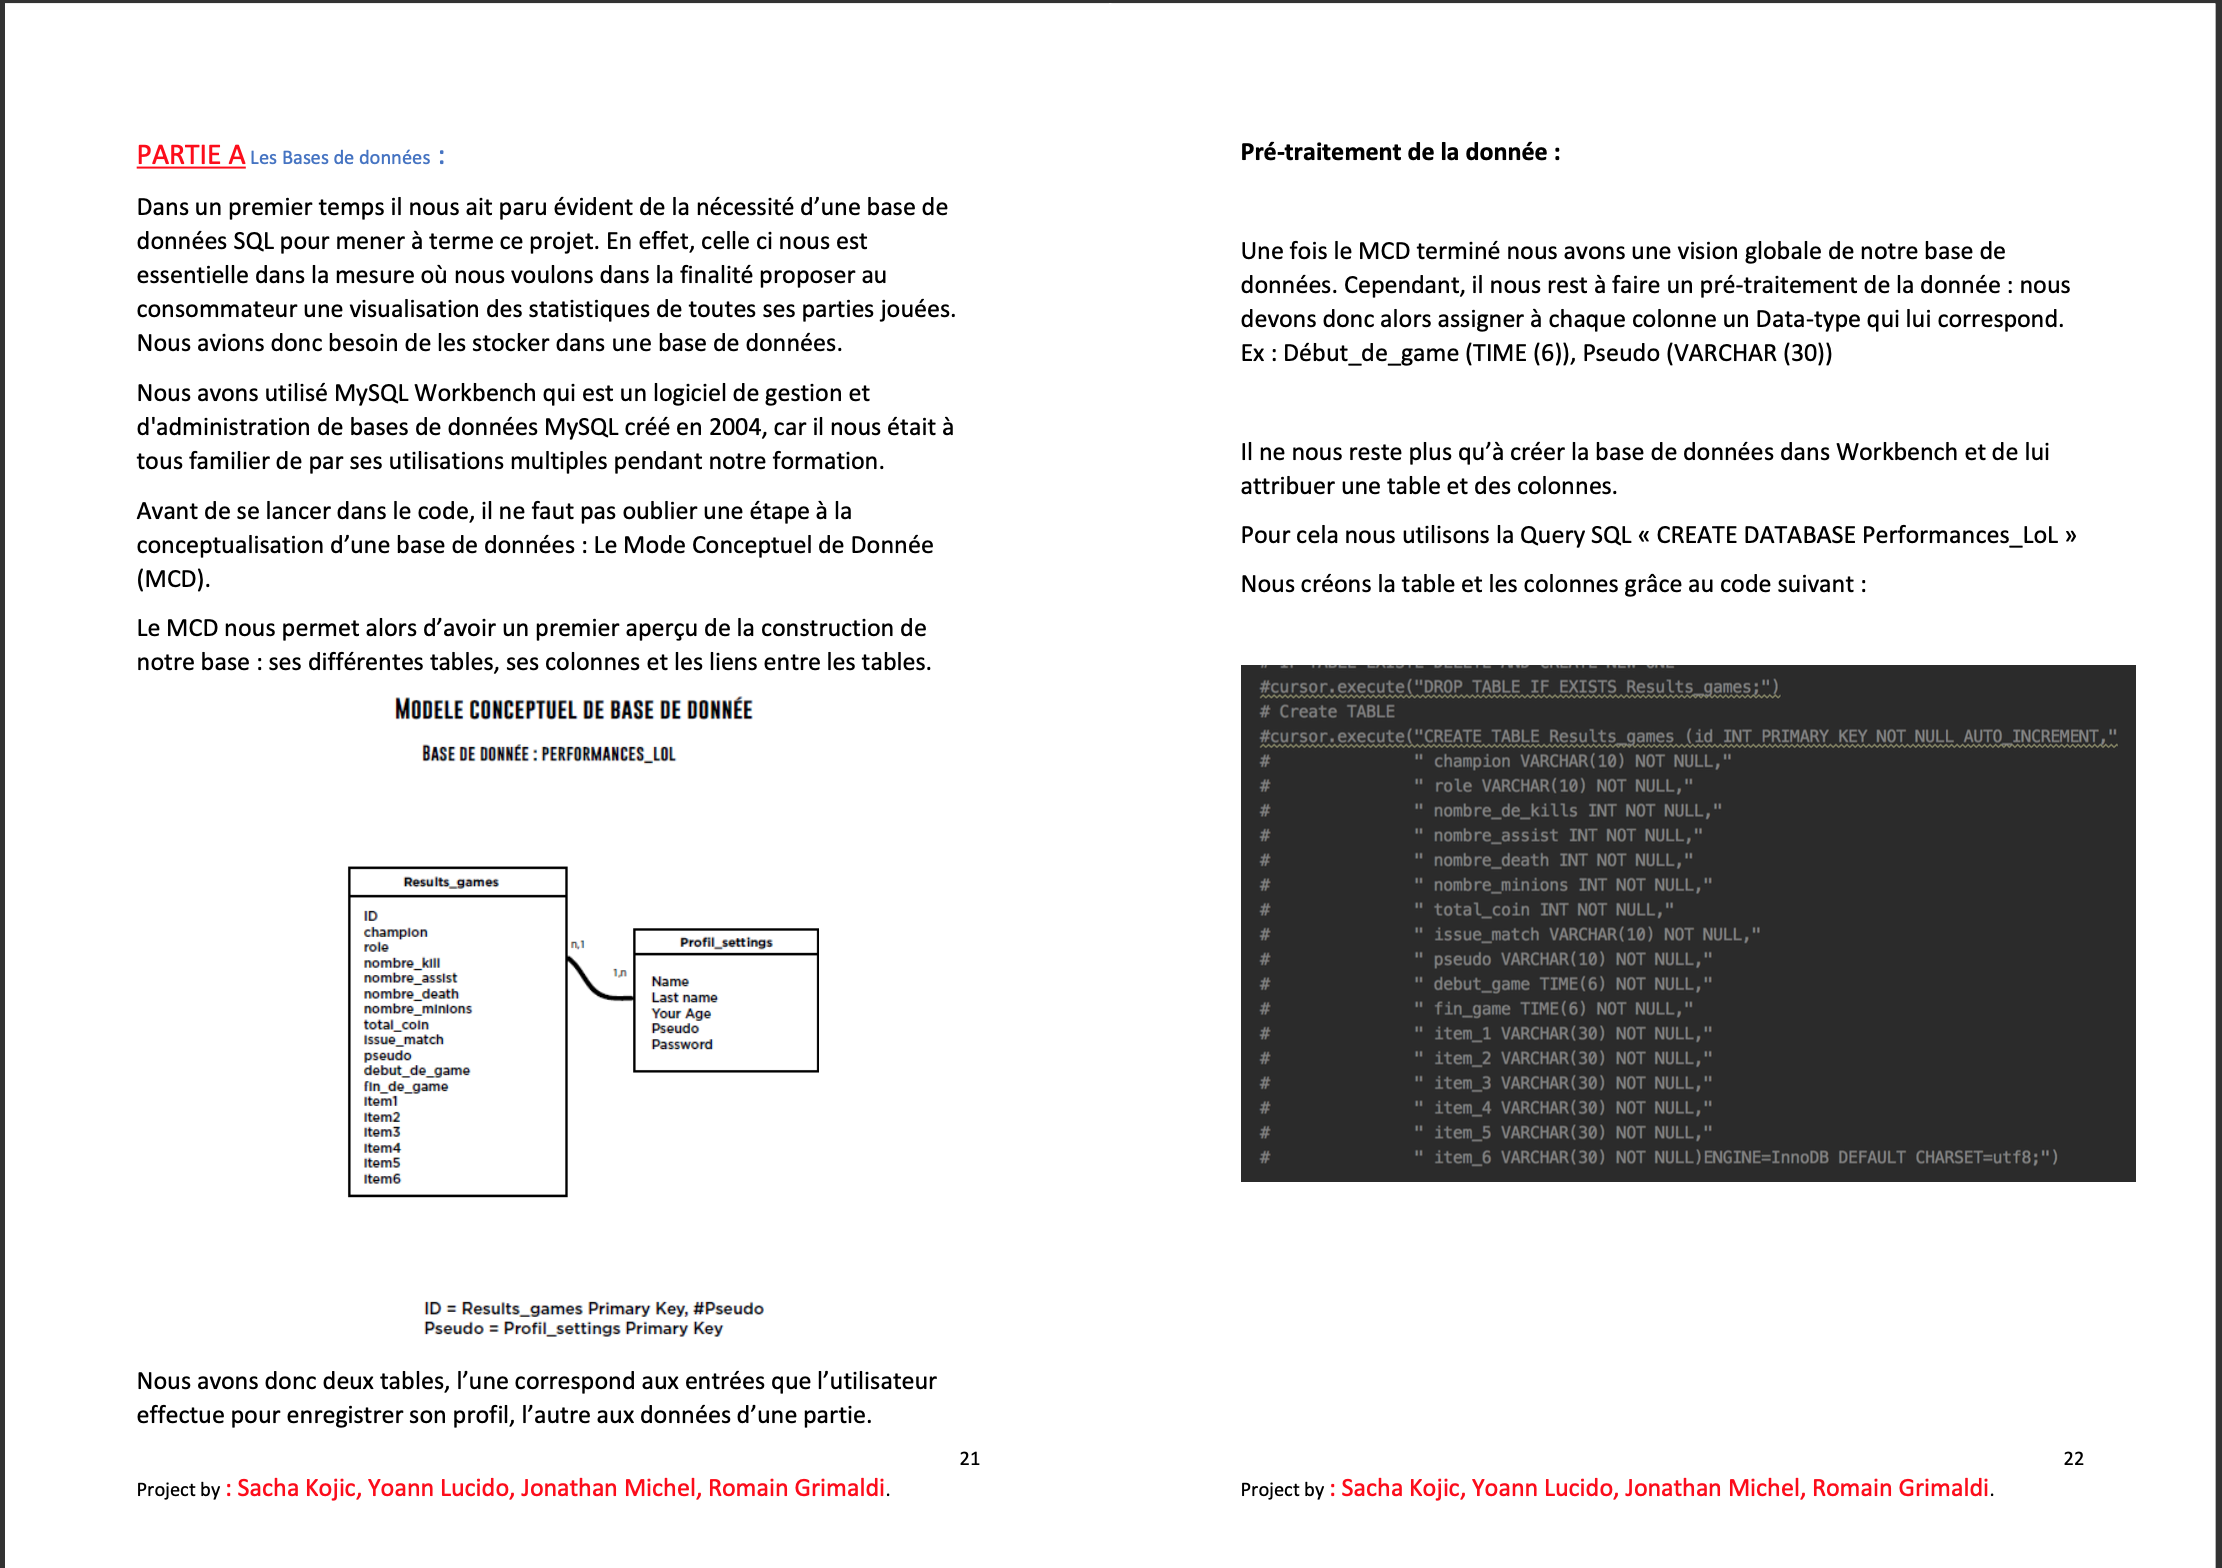 PARTIE A Les Bases de données :
Dans un premier temps il nous ait paru évident de la nécessité d’une base de
données SQL pour mener à terme ce projet. En effet, celle ci nous est
essentielle dans la mesure où nous voulons dans la finalité proposer au
consommateur une visualisation des statistiques de toutes ses parties jouées.
Nous avions donc besoin de les stocker dans une base de données.
Nous avons utilisé MySQL Workbench qui est un logiciel de gestion et
d'administration de bases de données MySQL créé en 2004, car il nous était à
tous familier de par ses utilisations multiples pendant notre formation.
Avant de se lancer dans le code, il ne faut pas oublier une étape à la
conceptualisation d’une base de données : Le Mode Conceptuel de Donnée
(MCD).
Le MCD nous permet alors d’avoir un premier aperçu de la construction de
notre base : ses différentes tables, ses colonnes et les liens entre les tables.
MODELE CONCEPTUEL DE BASE DE DONNÉE
BASE DE DONNÉE : PERFORMANCES_LOL
Results_games
ID
champion
role
nombre_kill
nombre_assist
nombre_death
nombre_minions
total_coin
Issue_match
pseudo
debut_de_game
fin_de_game
Item1
Item2
Item3
Item4
Item5
Item6
n,1
1,n
Profil_settings
Name
Last name
Your Age
Pseudo
Password
ID = Results_games Primary Key, #Pseudo
Pseudo = Profil_settings Primary Key
Nous avons donc deux tables, l’une correspond aux entrées que l’utilisateur
effectue pour enregistrer son profil, l’autre aux données d’une partie.
21
Project by : Sacha Kojic, Yoann Lucido, Jonathan Michel, Romain Grimaldi.
Pré-traitement de la donnée :
Une fois le MCD terminé nous avons une vision globale de notre base de
données. Cependant, il nous rest à faire un pré-traitement de la donnée : nous
devons donc alors assigner à chaque colonne un Data-type qui lui correspond.
Ex : Début_de_game (TIME (6)), Pseudo (VARCHAR (30))
Il ne nous reste plus qu’à créer la base de données dans Workbench et de lui
attribuer une table et des colonnes.
Pour cela nous utilisons la Query SQL « CREATE DATABASE Performances_LoL »
Nous créons la table et les colonnes grâce au code suivant :
# IF TABLE EXISTE DELETE AND CREATE NEW ONE
#cursor.execute("DROP TABLE IF EXISTS Results_games;")
# Create TABLE
#cursor.execute("CREATE TABLE Results_games (id INT PRIMARY KEY NOT NULL AUTO_INCREMENT,"
# " champion VARCHAR(10) NOT NULL,"
# " role VARCHAR(10) NOT NULL,"
# " nombre_de_kills INT NOT NULL,"
# " nombre_assist INT NOT NULL,"
# " nombre_death INT NOT NULL,"
# " nombre_minions INT NOT NULL,"
# " total_coin INT NOT NULL,"
# " issue_match VARCHAR(10) NOT NULL,"
# " pseudo VARCHAR(10) NOT NULL,"
# " debut_game TIME(6) NOT NULL,"
# " fin_game TIME(6) NOT NULL,"
# " item_1 VARCHAR(30) NOT NULL,"
# " item_2 VARCHAR(30) NOT NULL,"
# " item_3 VARCHAR(30) NOT NULL,"
# " item_4 VARCHAR(30) NOT NULL,"
# " item_5 VARCHAR(30) NOT NULL,"
# " item_6 VARCHAR(30) NOT NULL)ENGINE=InnoDB DEFAULT CHARSET=utf8;")
22
Project by : Sacha Kojic, Yoann Lucido, Jonathan Michel, Romain Grimaldi.